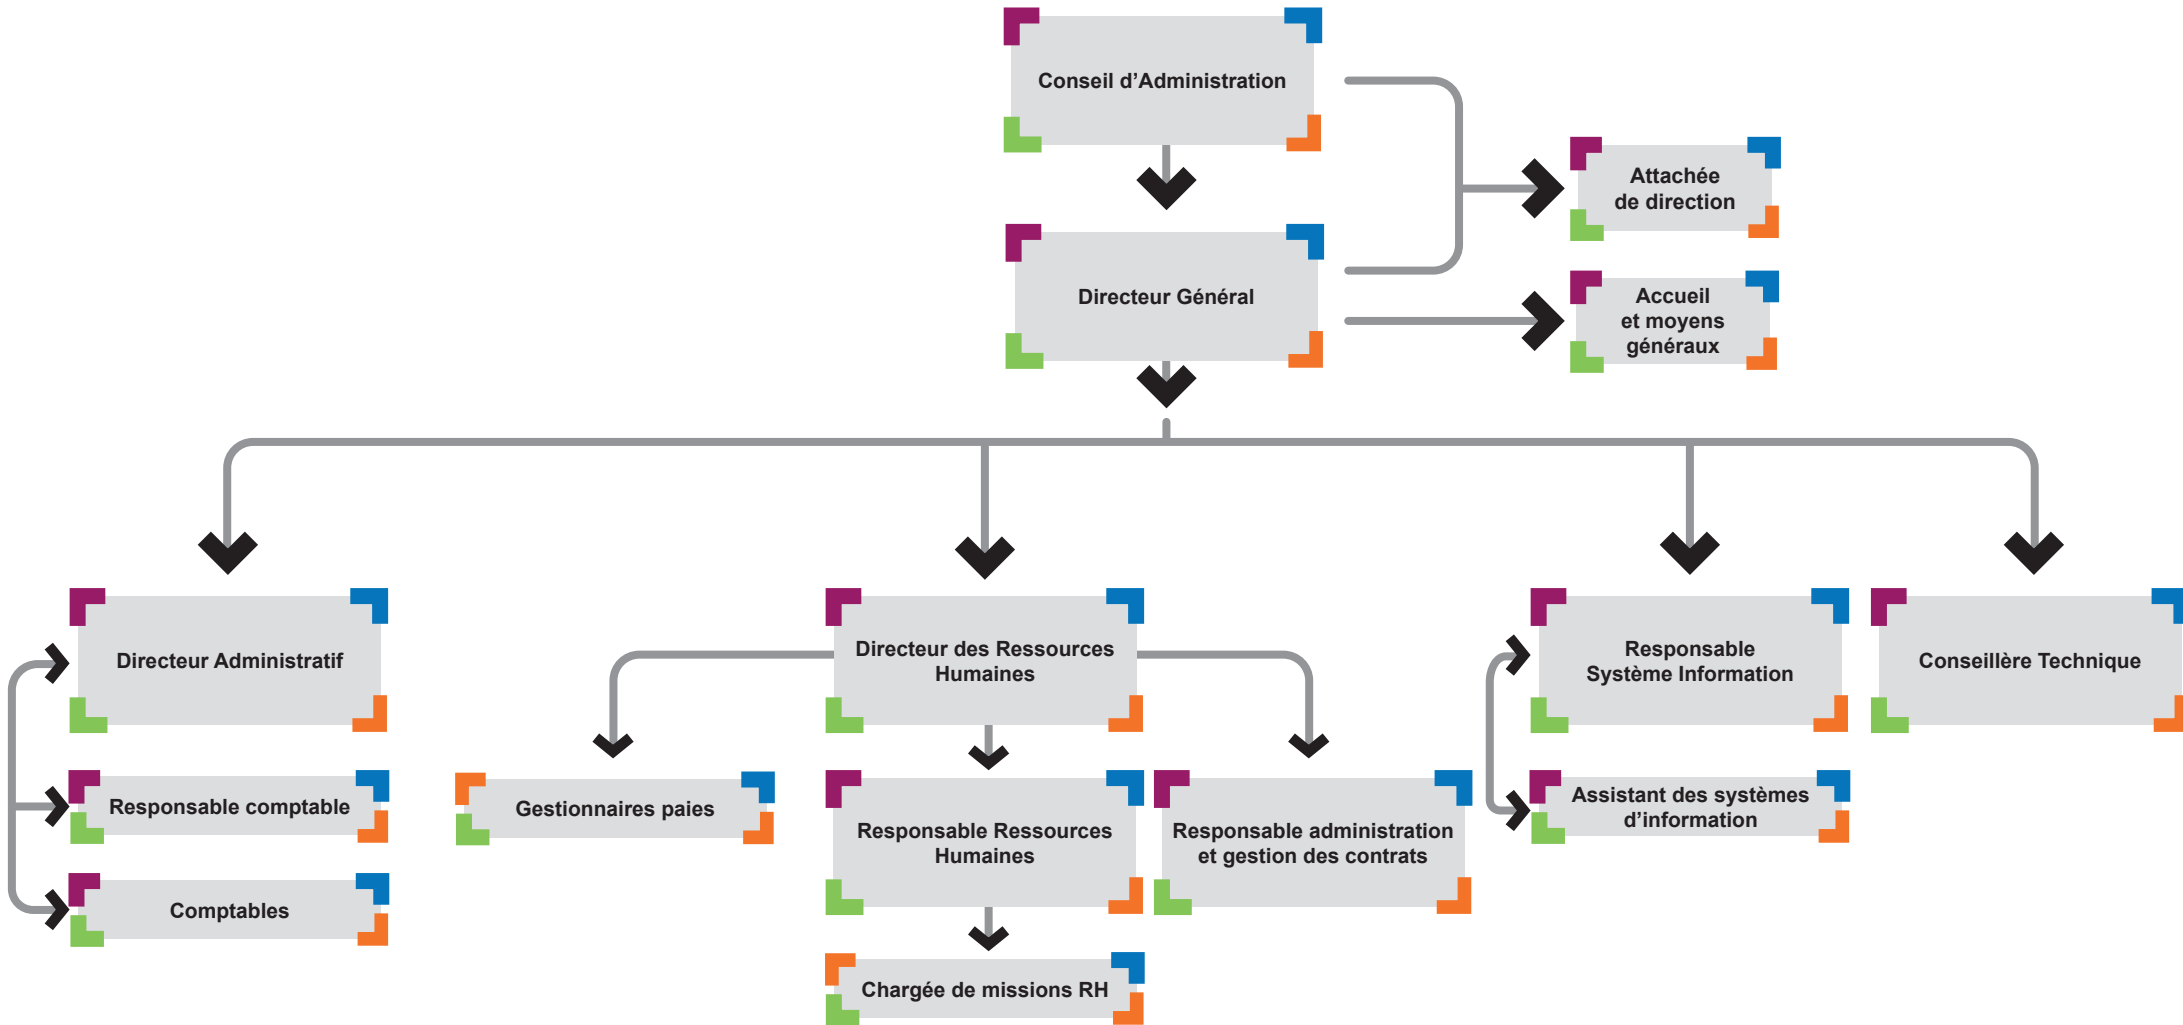 Conseil d’Administration
Attachée
de direction
Directeur Général
Accueil
et moyens
généraux
Directeur Administratif
Directeur des Ressources
Humaines
Responsable
Système Information
Conseillère Technique
Responsable comptable
Gestionnaires paies
Responsable Ressources
Humaines
Responsable administration
et gestion des contrats
Assistant des systèmes
d’information
Comptables
Chargée de missions RH